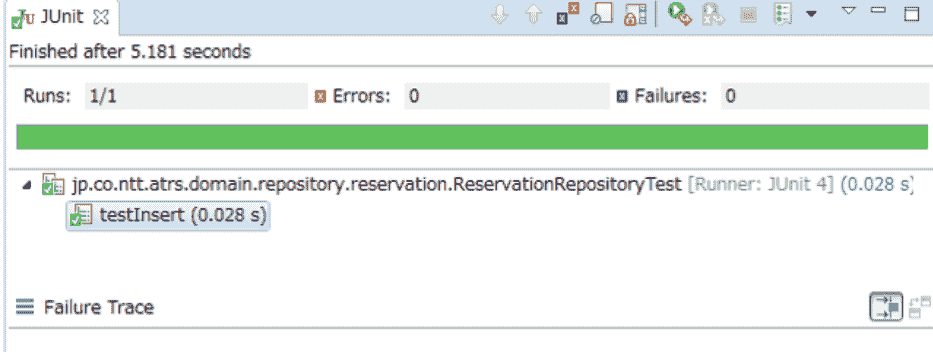 JUnit
Finished after 5.181 seconds
Runs: 1/1 Errors: 0 Failures: 0
jp.co.ntt.atrs.domain.repository.reservation.ReservationRepositoryTest [Runner: JUnit 4] (0.028 s)
testInsert (0.028 s)
Failure Trace